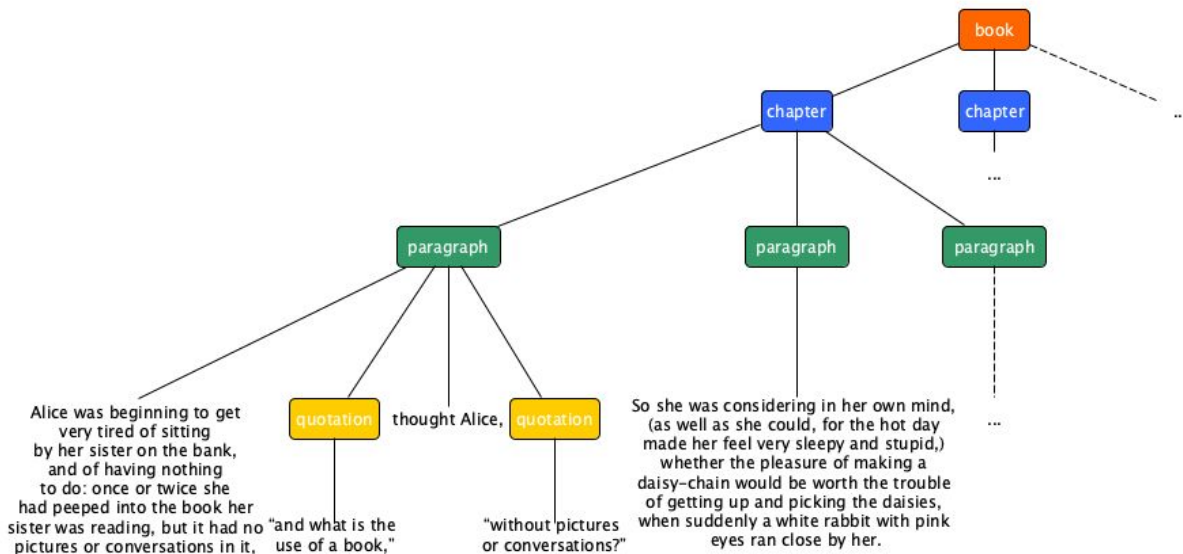 book
chapter
chapter
..
...
paragraph
paragraph
paragraph
Alice was beginning to get
very tired of sitting
by her sister on the bank,
and of having nothing
to do: once or twice she
had peeped into the book her
sister was reading, but it had no
pictures or conversations in it,
quotation
"and what is the
use of a book,"
thought Alice,
quotation
"without pictures
or conversations?"
So she was considering in her own mind,
(as well as she could, for the hot day
made her feel very sleepy and stupid,)
whether the pleasure of making a
daisy-chain would be worth the trouble
of getting up and picking the daisies,
when suddenly a white rabbit with pink
eyes ran close by her.
...